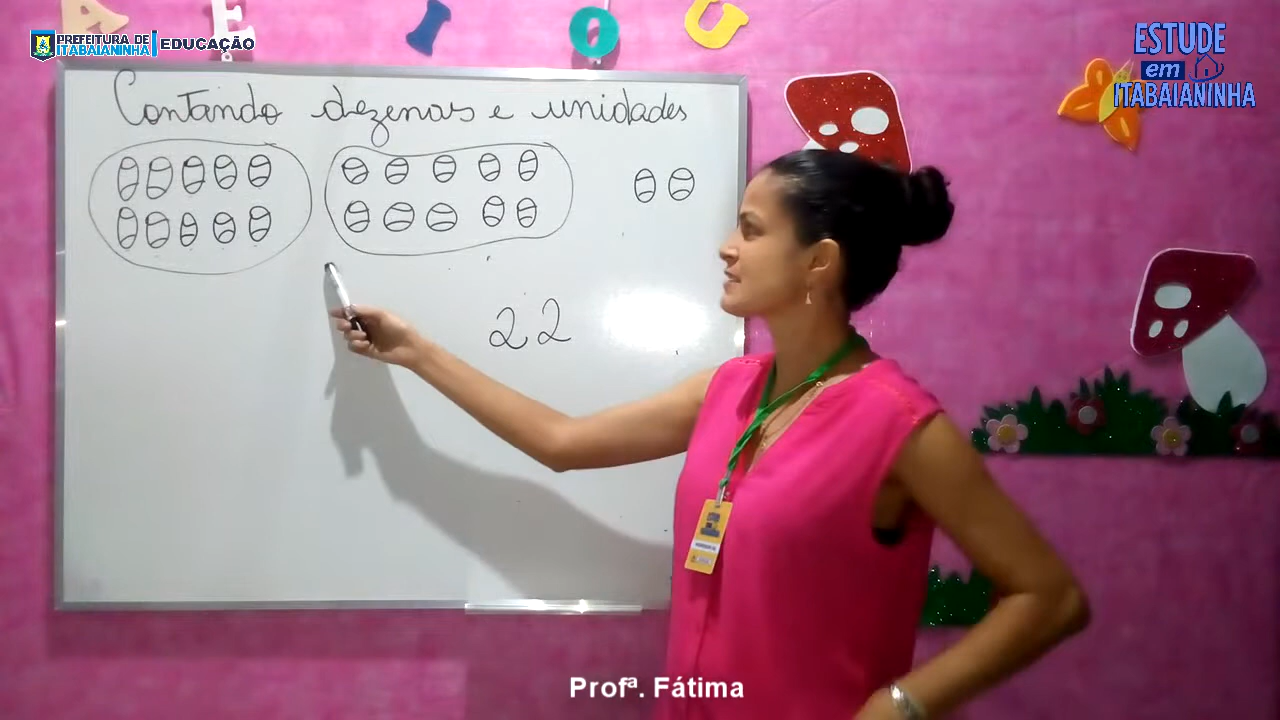 A E I O U
PREFEITURA DE
ITABAIANINHA
EDUCAÇÃO
ESTUDE
em
ITABAIANINHA
Contando dezenas e unidades
22
Profª. Fátima